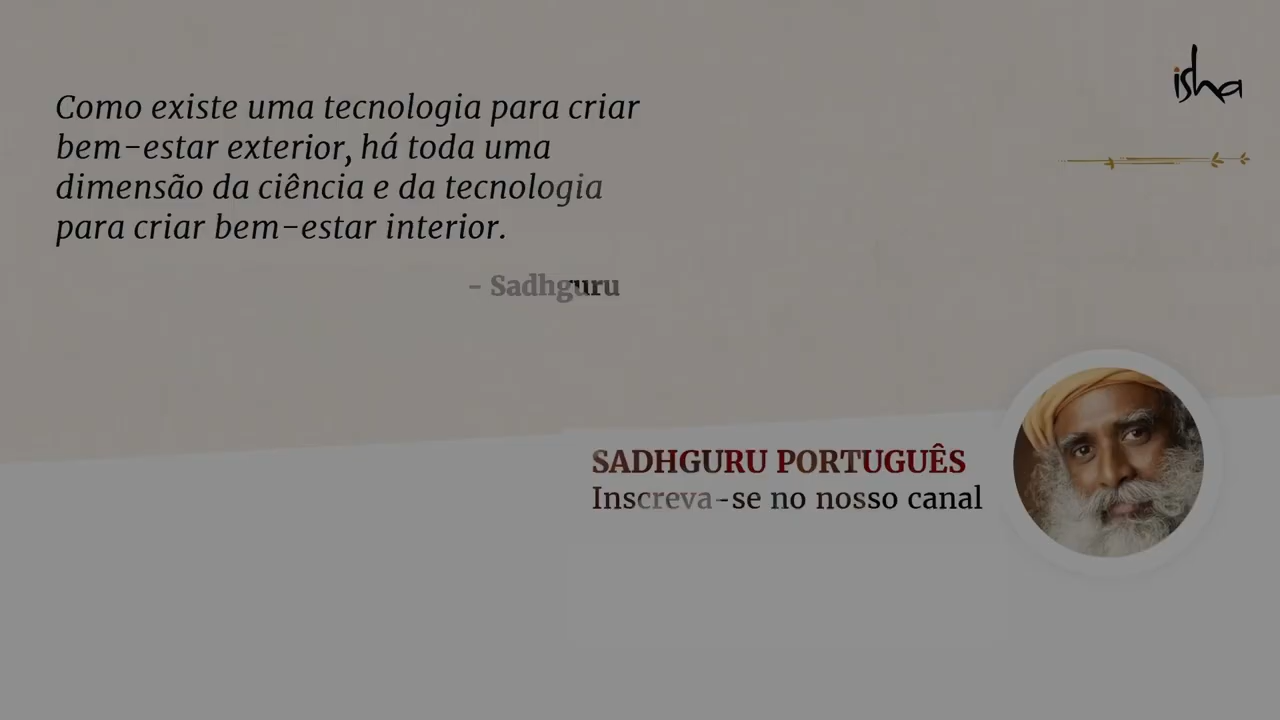 Como existe uma tecnologia para criar
bem-estar exterior, há toda uma
dimensão da ciência e da tecnologia
para criar bem-estar interior.
- Sadhguru
isha
SADHGURU PORTUGUÊS
Inscreva-se no nosso canal